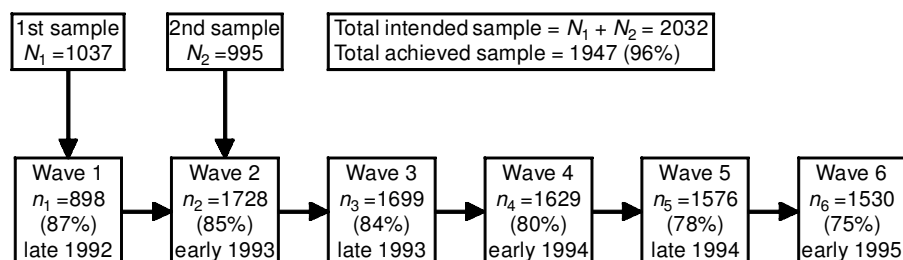 1st sample
N₁ =1037
2nd sample
N₂ =995
Total intended sample = N₁ + N₂ = 2032
Total achieved sample = 1947 (96%)
Wave 1
n₁ =898
(87%)
late 1992
Wave 2
n₂ =1728
(85%)
early 1993
Wave 3
n₃ =1699
(84%)
late 1993
Wave 4
n₄ =1629
(80%)
early 1994
Wave 5
n₅ =1576
(78%)
late 1994
Wave 6
n₆ =1530
(75%)
early 1995